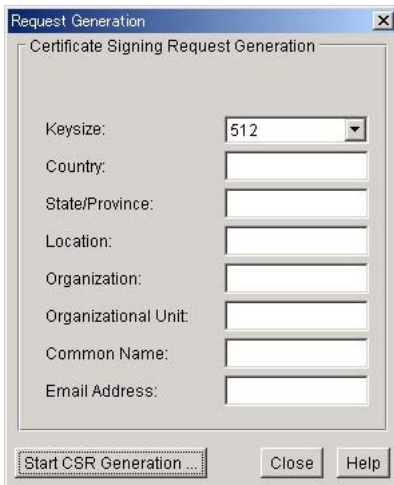 Request Generation
Certificate Signing Request Generation
Keysize: 512
Country:
State/Province:
Location:
Organization:
Organizational Unit:
Common Name:
Email Address:
Start CSR Generation ... Close Help